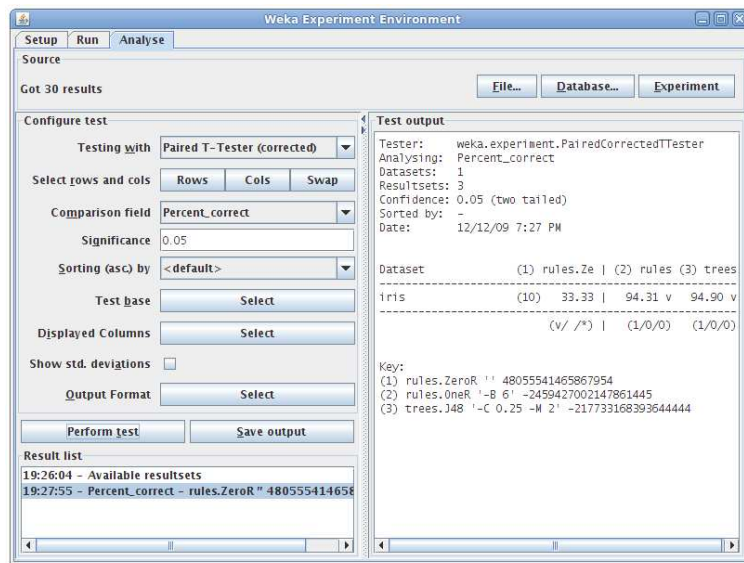 Weka Experiment Environment
Setup Run Analyse
Source
Got 30 results
File... Database... Experiment
Configure test
Testing with Paired T-Tester (corrected)
Select rows and cols Rows Cols Swap
Comparison field Percent_correct
Significance 0.05
Sorting (asc.) by <default>
Test base Select
Displayed Columns Select
Show std. deviations
Output Format Select
Perform test Save output
Result list
19:26:04 - Available resultsets
19:27:55 - Percent_correct - rules.ZeroR '' 480555414658
Test output
Tester: weka.experiment.PairedCorrectedTTester
Analysing: Percent_correct
Datasets: 1
Resultsets: 3
Confidence: 0.05 (two tailed)
Sorted by: -
Date: 12/12/09 7:27 PM
Dataset (1) rules.Ze | (2) rules (3) trees
--------------------------------------------------------------
iris (10) 33.33 | 94.31 v 94.90 v
--------------------------------------------------------------
(v/ /*) | (1/0/0) (1/0/0)
Key:
(1) rules.ZeroR '' 48055541465867954
(2) rules.OneR '-B 6' -2459427002147861445
(3) trees.J48 '-C 0.25 -M 2' -217733168393644444